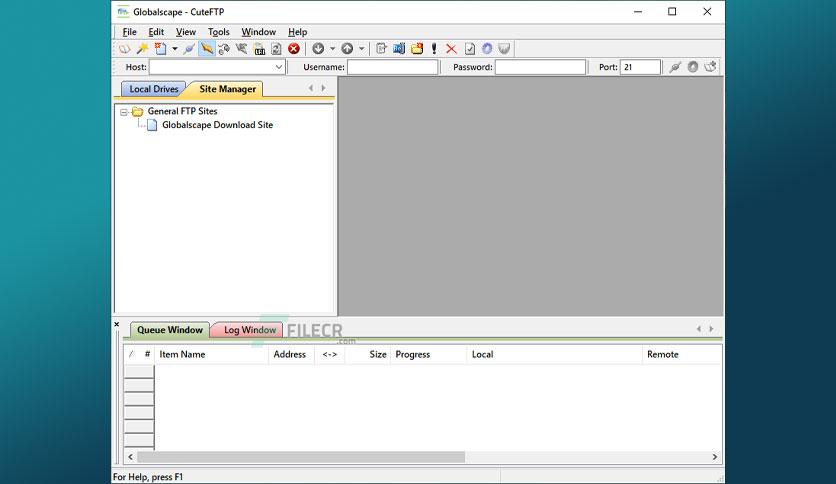 Globalscape - CuteFTP
File Edit View Tools Window Help
Host: Username: Password: Port: 21
Local Drives Site Manager
General FTP Sites
Globalscape Download Site
Queue Window Log Window
FILECR
.com
/ # Item Name Address <-> Size Progress Local Remote
For Help, press F1